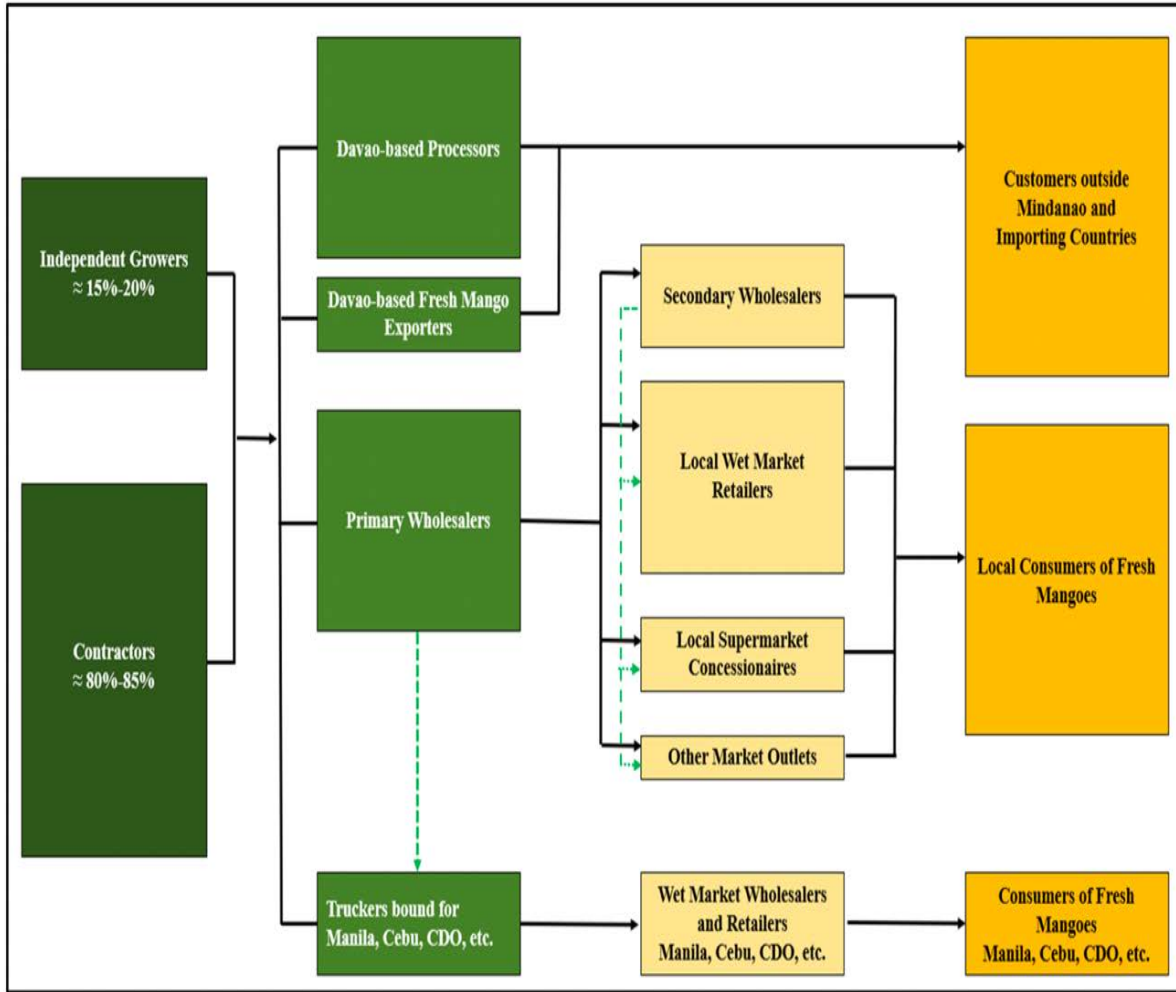 Independent Growers
≈ 15%-20%
Contractors
≈ 80%-85%
Davao-based Processors
Davao-based Fresh Mango
Exporters
Primary Wholesalers
Truckers bound for
Manila, Cebu, CDO, etc.
Secondary Wholesalers
Local Wet Market
Retailers
Local Supermarket
Concessionaires
Other Market Outlets
Wet Market Wholesalers
and Retailers
Manila, Cebu, CDO, etc.
Customers outside
Mindanao and
Importing Countries
Local Consumers of Fresh
Mangoes
Consumers of Fresh
Mangoes
Manila, Cebu, CDO, etc.